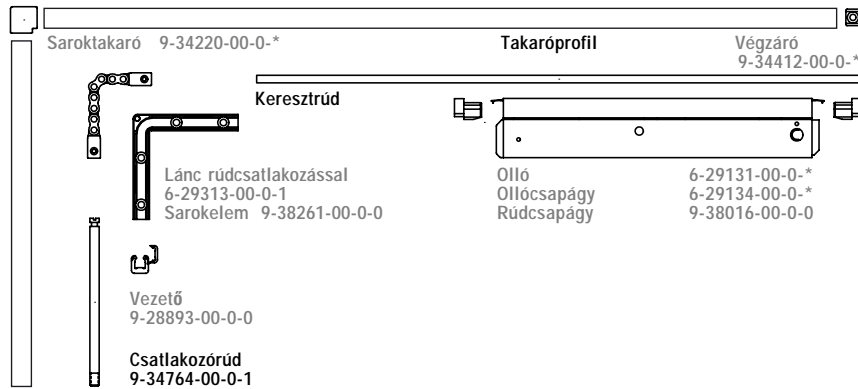 Saroktakaró 9-34220-00-0-*
Takaróprofil
Végzáró
9-34412-00-0-*
Keresztrúd
Lánc rúdcsatlakozással
6-29313-00-0-1
Sarokelem 9-38261-00-0-0
Olló 6-29131-00-0-*
Ollócsapágy 6-29134-00-0-*
Rúdcsapágy 9-38016-00-0-0
Vezető
9-28893-00-0-0
Csatlakozórúd
9-34764-00-0-1